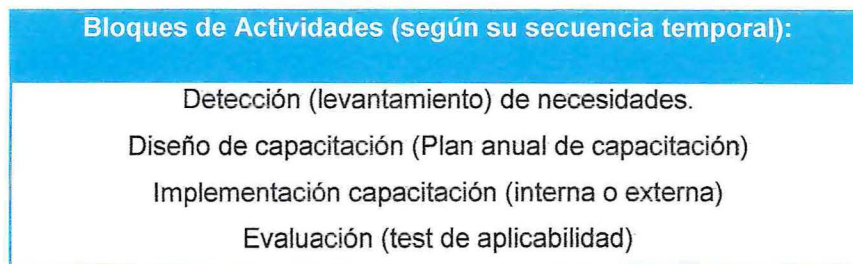 Bloques de Actividades (según su secuencia temporal):
Detección (levantamiento) de necesidades.
Diseño de capacitación (Plan anual de capacitación)
Implementación capacitación (interna o externa)
Evaluación (test de aplicabilidad)